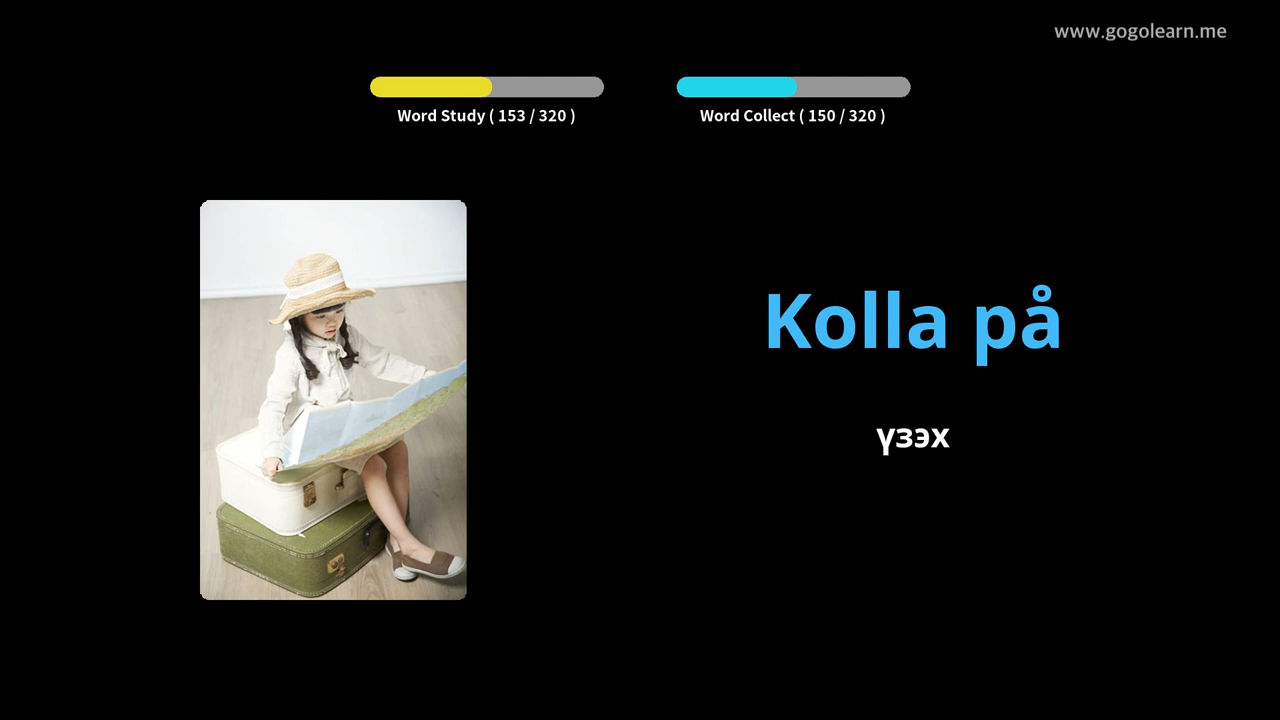 www.gogolearn.me
Word Study ( 153 / 320 )
Word Collect ( 150 / 320 )
Kolla på
үзэх